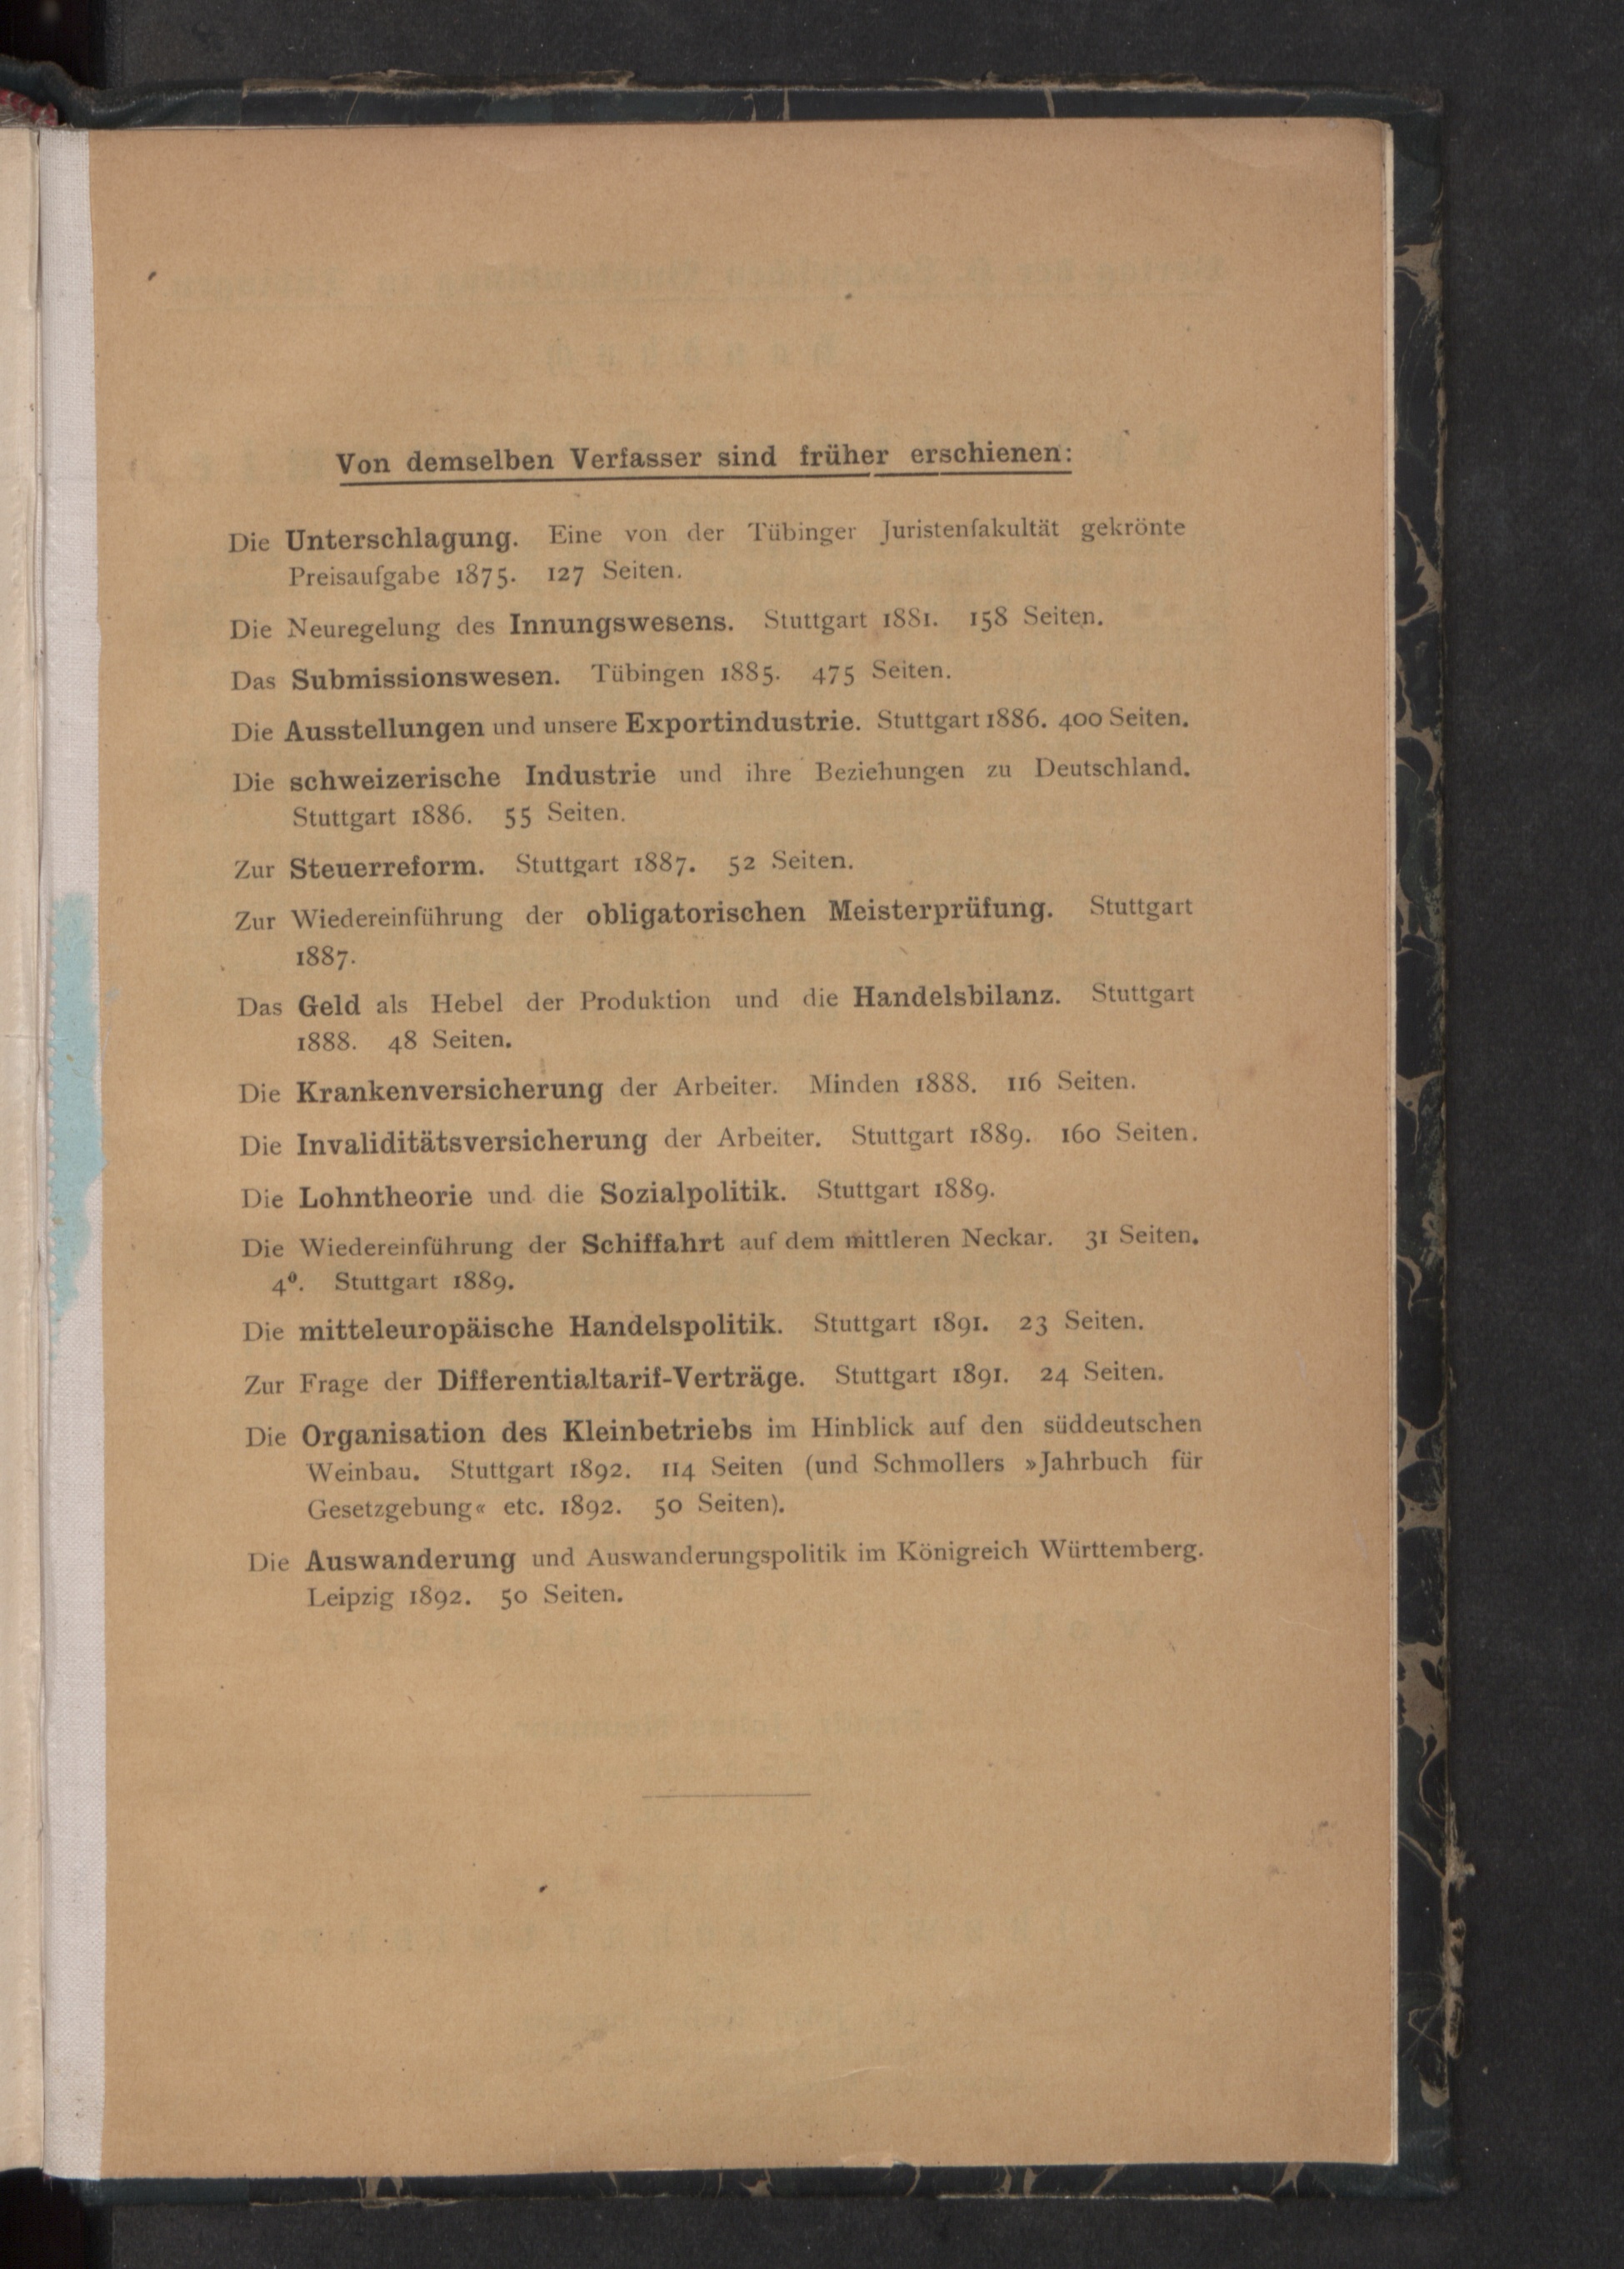 Von demselben Verfasser sind früher erschienen:
Die Unterschlagung. Eine von der Tübinger Juristenfakultät gekrönte
Preisaufgabe 1875. 127 Seiten.
Die Neuregelung des Innungswesens. Stuttgart 1881. 158 Seiten.
Das Submissionswesen. Tübingen 1885. 475 Seiten.
Die Ausstellungen und unsere Exportindustrie. Stuttgart 1886. 400 Seiten.
Die schweizerische Industrie und ihre Beziehungen zu Deutschland.
Stuttgart 1886. 55 Seiten.
Zur Steuerreform. Stuttgart 1887. 52 Seiten.
Zur Wiedereinführung der obligatorischen Meisterprüfung. Stuttgart
1887.
Das Geld als Hebel der Produktion und die Handelsbilanz. Stuttgart
1888. 48 Seiten.
Die Krankenversicherung der Arbeiter. Minden 1888. 116 Seiten.
Die Invaliditätsversicherung der Arbeiter. Stuttgart 1889. 160 Seiten.
Die Lohntheorie und die Sozialpolitik. Stuttgart 1889.
Die Wiedereinführung der Schiffahrt auf dem mittleren Neckar. 31 Seiten.
4⁰. Stuttgart 1889.
Die mitteleuropäische Handelspolitik. Stuttgart 1891. 23 Seiten.
Zur Frage der Differentialtarif-Verträge. Stuttgart 1891. 24 Seiten.
Die Organisation des Kleinbetriebs im Hinblick auf den süddeutschen
Weinbau. Stuttgart 1892. 114 Seiten (und Schmollers »Jahrbuch für
Gesetzgebung« etc. 1892. 50 Seiten).
Die Auswanderung und Auswanderungspolitik im Königreich Württemberg.
Leipzig 1892. 50 Seiten.